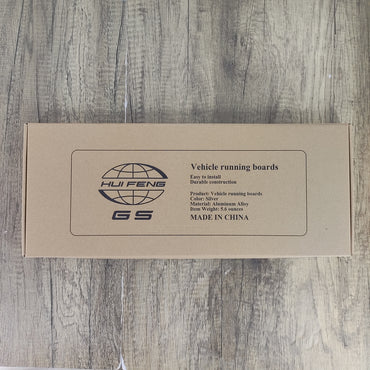 HUI FENG
GS
Vehicle running boards
Easy to install
Durable construction
Product: Vehicle running boards
Color: Silver
Material: Aluminum Alloy
Item Weight: 5.6 ounces
MADE IN CHINA